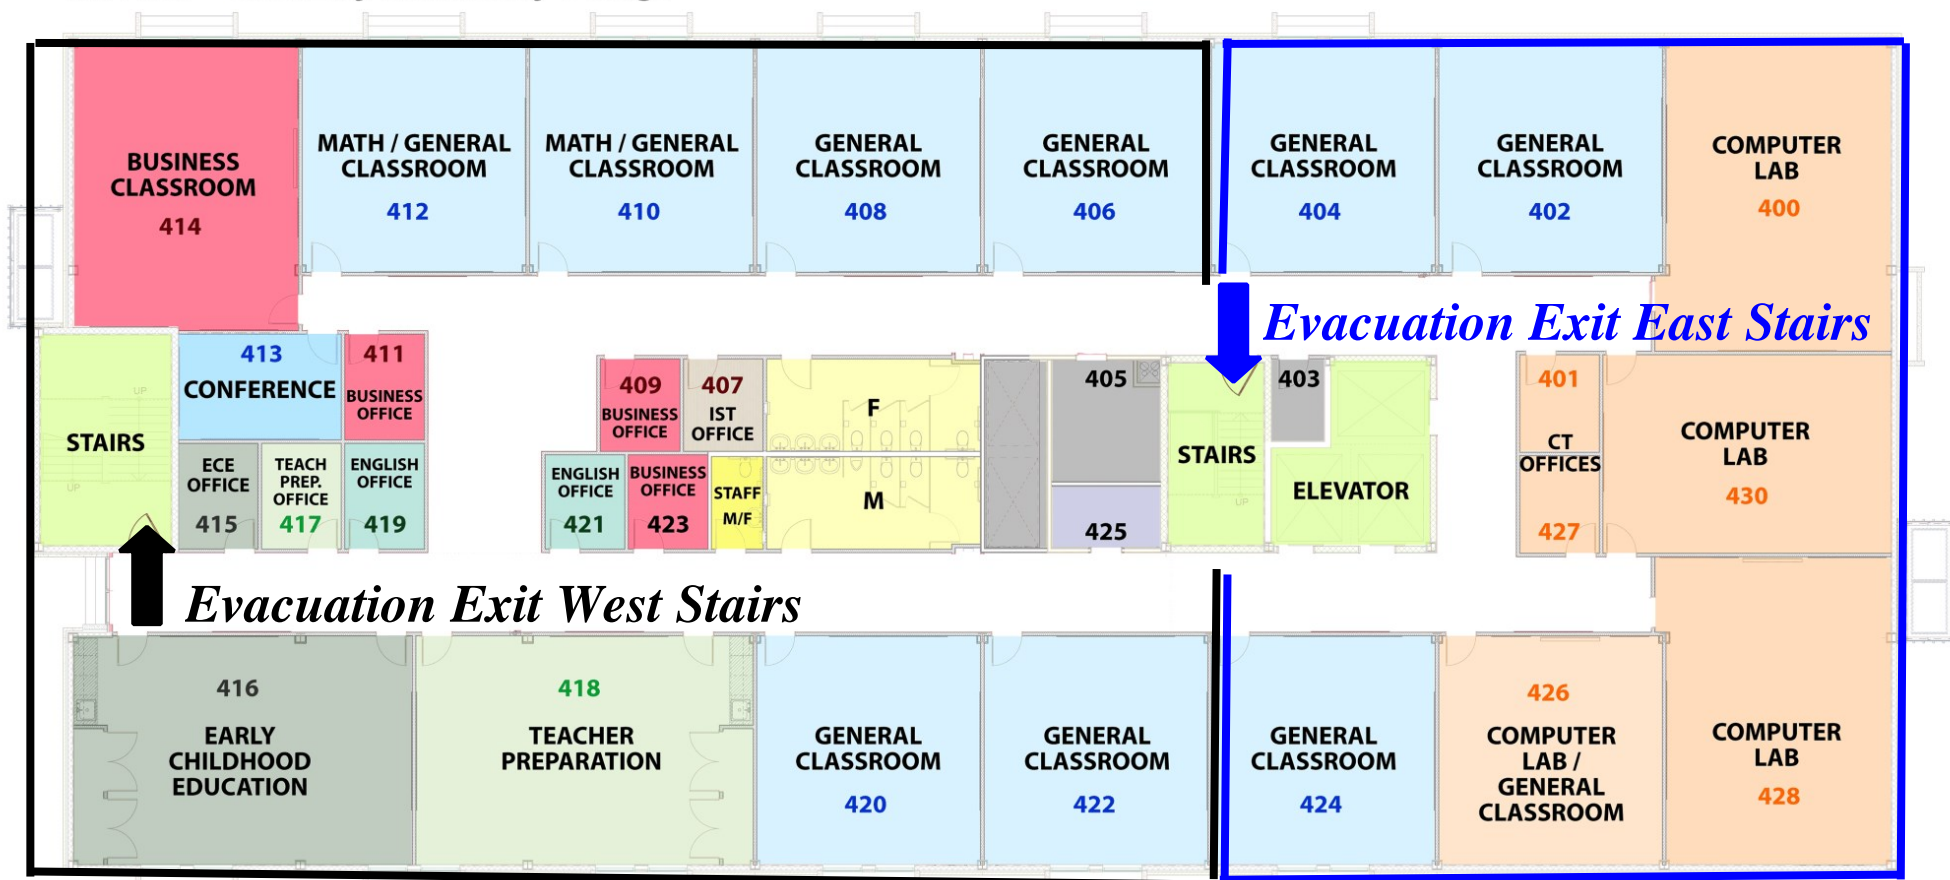 BUSINESS
CLASSROOM
414
MATH / GENERAL
CLASSROOM
412
MATH / GENERAL
CLASSROOM
410
GENERAL
CLASSROOM
408
GENERAL
CLASSROOM
406
GENERAL
CLASSROOM
404
GENERAL
CLASSROOM
402
COMPUTER
LAB
400
Evacuation Exit East Stairs
STAIRS
UP
UP
413
CONFERENCE
411
BUSINESS
OFFICE
ECE
OFFICE
415
TEACH
PREP.
OFFICE
417
ENGLISH
OFFICE
419
409
BUSINESS
OFFICE
407
IST
OFFICE
F
ENGLISH
OFFICE
421
BUSINESS
OFFICE
423
STAFF
M/F
M
405
425
STAIRS
UP
403
ELEVATOR
401
CT
OFFICES
427
COMPUTER
LAB
430
Evacuation Exit West Stairs
416
EARLY
CHILDHOOD
EDUCATION
418
TEACHER
PREPARATION
GENERAL
CLASSROOM
420
GENERAL
CLASSROOM
422
GENERAL
CLASSROOM
424
426
COMPUTER
LAB /
GENERAL
CLASSROOM
COMPUTER
LAB
428